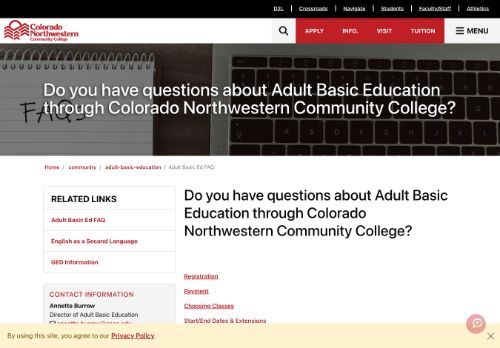 D2L | Crossroads | Navigate | Students | Faculty/Staff | Athletics
Colorado
Northwestern
Community College
APPLY INFO. VISIT TUITION MENU
Do you have questions about Adult Basic Education
through Colorado Northwestern Community College?
FAQs
Home / community / adult-basic-education / Adult Basic Ed FAQ
RELATED LINKS
Adult Basic Ed FAQ
English as a Second Language
GED Information
CONTACT INFORMATION
Annette Burrow
Director of Adult Basic Education
Do you have questions about Adult Basic
Education through Colorado
Northwestern Community College?
Registration
Payment
Choosing Classes
Start/End Dates & Extensions
By using this site, you agree to our Privacy Policy